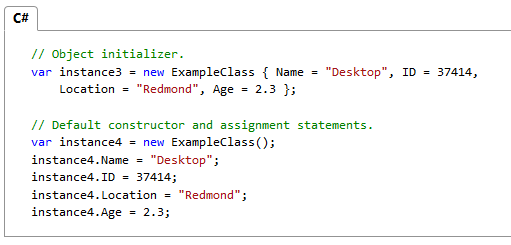 C#
// Object initializer.
var instance3 = new ExampleClass { Name = "Desktop", ID = 37414,
    Location = "Redmond", Age = 2.3 };
// Default constructor and assignment statements.
var instance4 = new ExampleClass();
instance4.Name = "Desktop";
instance4.ID = 37414;
instance4.Location = "Redmond";
instance4.Age = 2.3;